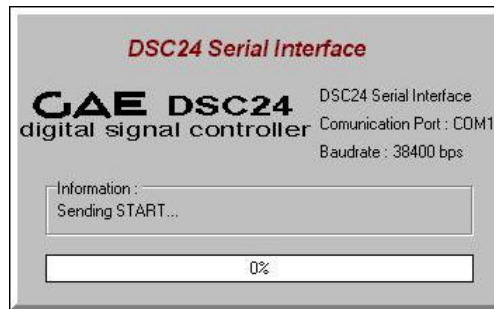 DSC24 Serial Interface
GAE DSC24
digital signal controller
DSC24 Serial Interface
Comunication Port : COM1
Baudrate : 38400 bps
Information :
Sending START...
0%